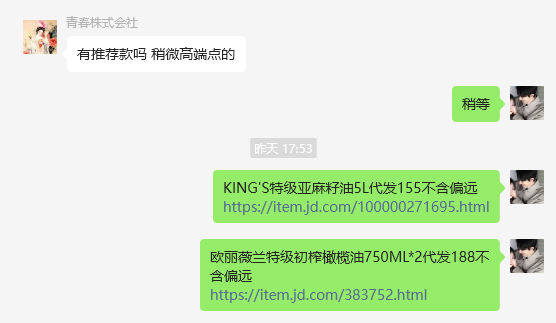 青春株式会社
有推荐款吗 稍微高端点的
稍等
昨天 17:53
KING'S特级亚麻籽油5L代发155不含偏远
https://item.jd.com/100000271695.html
欧丽薇兰特级初榨橄榄油750ML*2代发188不
含偏远
https://item.jd.com/383752.html